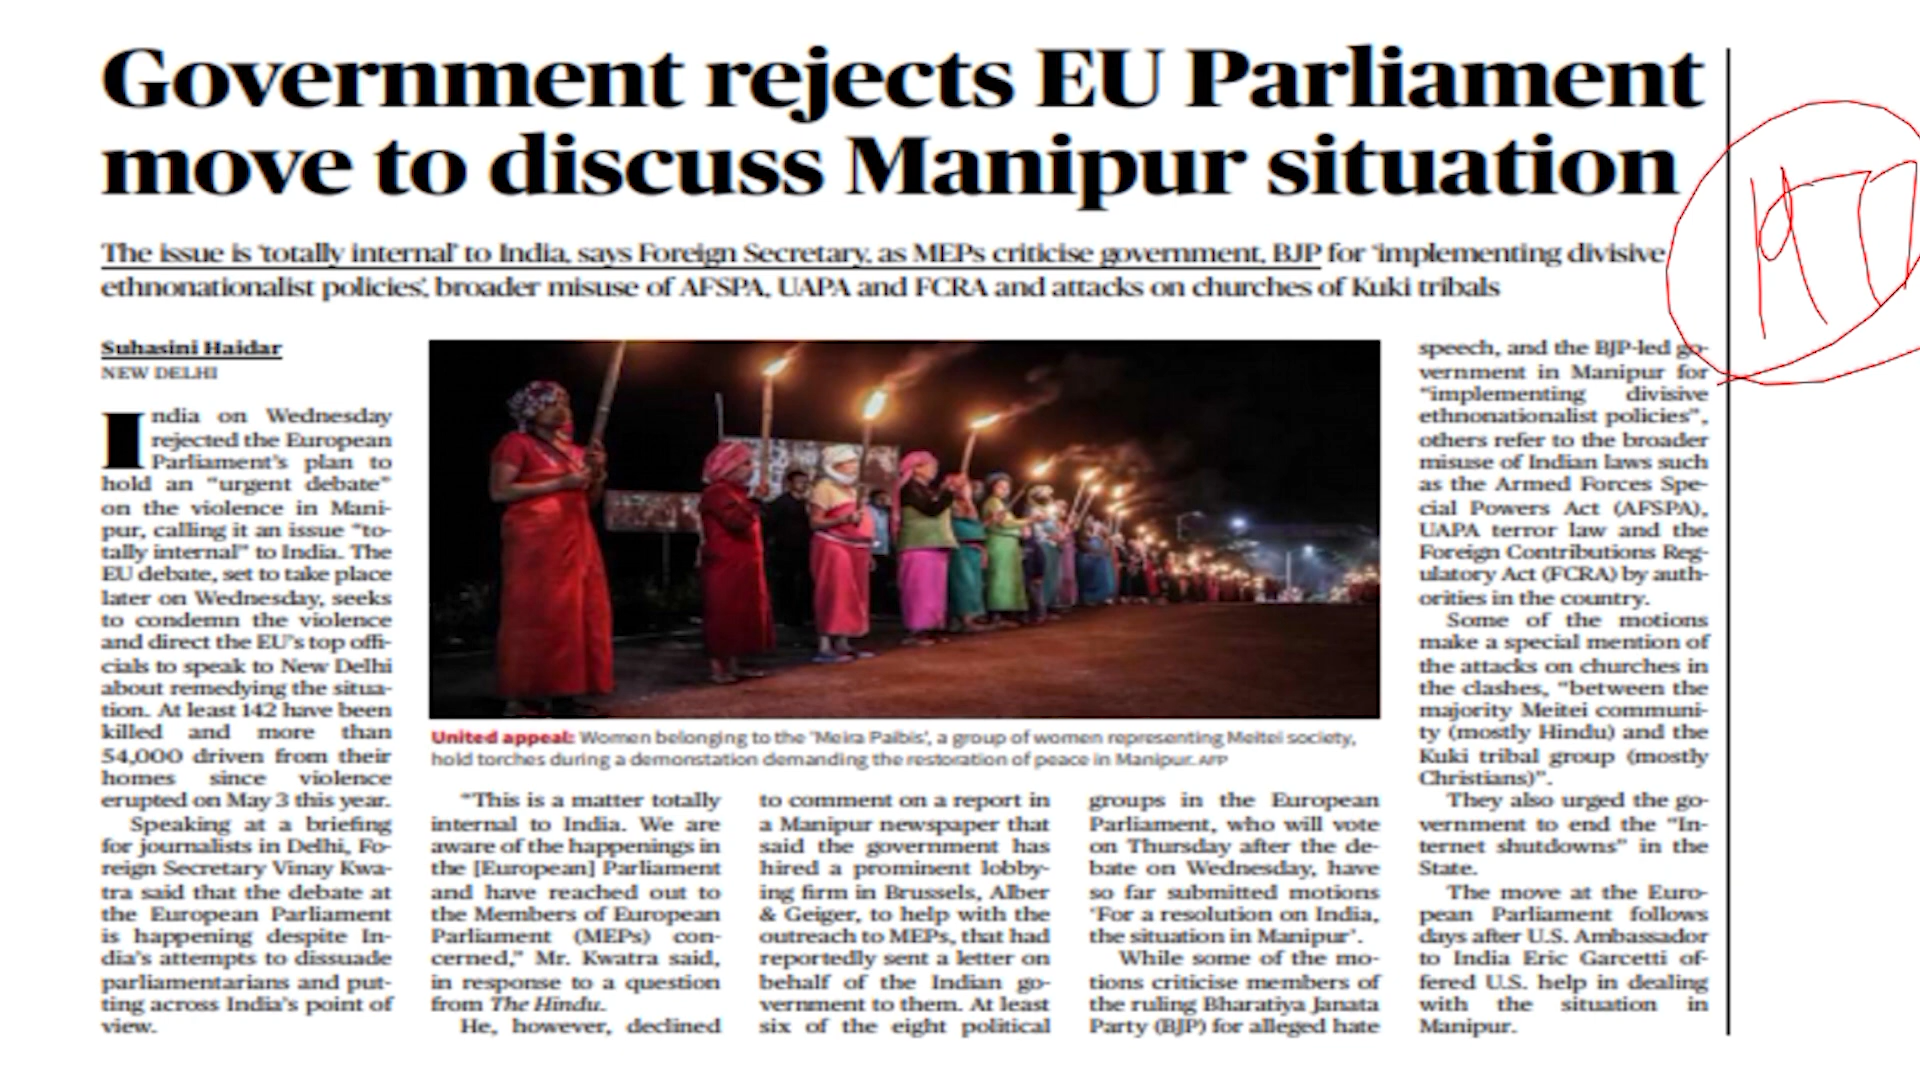 Government rejects EU Parliament
move to discuss Manipur situation
The issue is 'totally internal' to India, says Foreign Secretary, as MEPs criticise government, BJP for 'implementing divisive
ethnonationalist policies', broader misuse of AFSPA, UAPA and FCRA and attacks on churches of Kuki tribals
Suhasini Haidar
NEW DELHI
India on Wednesday
rejected the European
Parliament's plan to
hold an "urgent debate"
on the violence in Mani-
pur, calling it an issue "to-
tally internal" to India. The
EU debate, set to take place
later on Wednesday, seeks
to condemn the violence
and direct the EU's top offi-
cials to speak to New Delhi
about remedying the situa-
tion. At least 142 have been
killed and more than
54,000 driven from their
homes since violence
erupted on May 3 this year.
Speaking at a briefing
for journalists in Delhi, Fo-
reign Secretary Vinay Kwa-
tra said that the debate at
the European Parliament
is happening despite In-
dia's attempts to dissuade
parliamentarians and put-
ting across India's point of
view.
United appeal: Women belonging to the 'Meira Paibis', a group of women representing Meitei society,
hold torches during a demonstation demanding the restoration of peace in Manipur. AFP
"This is a matter totally
internal to India. We are
aware of the happenings in
the [European] Parliament
and have reached out to
the Members of European
Parliament (MEPs) con-
cerned," Mr. Kwatra said,
in response to a question
from The Hindu.
He, however, declined
to comment on a report in
a Manipur newspaper that
said the government has
hired a prominent lobby-
ing firm in Brussels, Alber
& Geiger, to help with the
outreach to MEPs, that had
reportedly sent a letter on
behalf of the Indian go-
vernment to them. At least
six of the eight political
groups in the European
Parliament, who will vote
on Thursday after the de-
bate on Wednesday, have
so far submitted motions
'For a resolution on India,
the situation in Manipur'.
While some of the mo-
tions criticise members of
the ruling Bharatiya Janata
Party (BJP) for alleged hate
speech, and the BJP-led go-
vernment in Manipur for
"implementing divisive
ethnonationalist policies",
others refer to the broader
misuse of Indian laws such
as the Armed Forces Spe-
cial Powers Act (AFSPA),
UAPA terror law and the
Foreign Contributions Reg-
ulatory Act (FCRA) by auth-
orities in the country.
Some of the motions
make a special mention of
the attacks on churches in
the clashes, "between the
majority Meitei communi-
ty (mostly Hindu) and the
Kuki tribal group (mostly
Christians)".
They also urged the go-
vernment to end the "In-
ternet shutdowns" in the
State.
The move at the Euro-
pean Parliament follows
days after U.S. Ambassador
to India Eric Garcetti of-
fered U.S. help in dealing
with the situation in
Manipur.